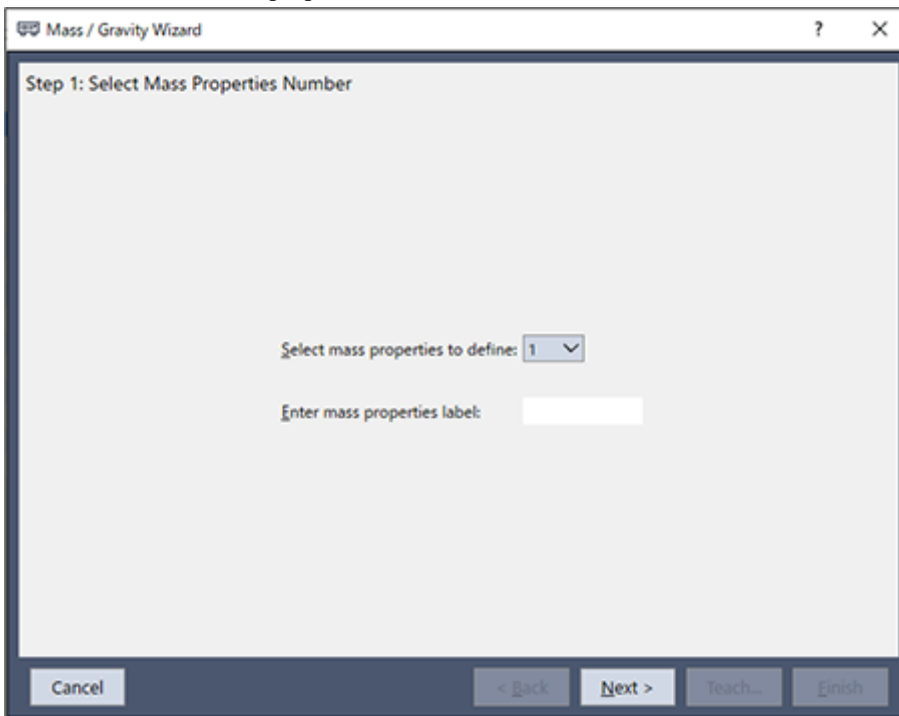 Mass / Gravity Wizard ? ×
Step 1: Select Mass Properties Number
Select mass properties to define: 1
Enter mass properties label:
Cancel < Back Next > Teach... Finish